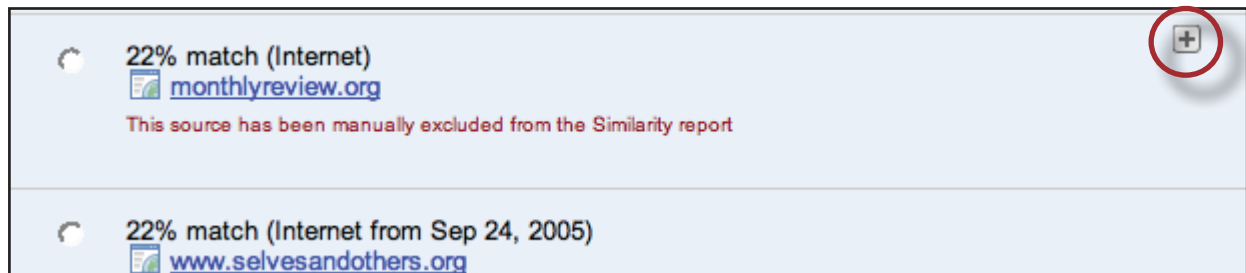 22% match (Internet)
monthlyreview.org
This source has been manually excluded from the Similarity report
22% match (Internet from Sep 24, 2005)
www.selvesandothers.org